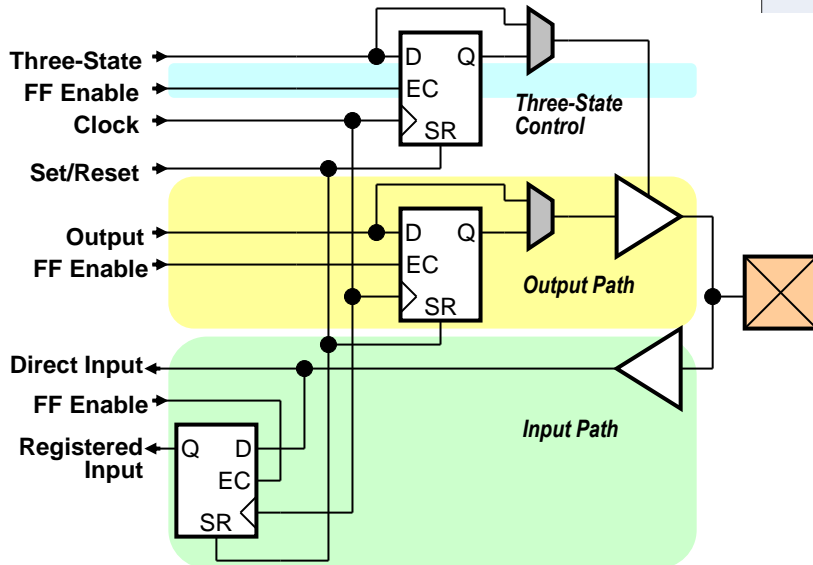 Three-State
FF Enable
Clock
Set/Reset
D
Q
EC
SR
Three-State
Control
Output
FF Enable
D
Q
EC
SR
Output Path
Direct Input
FF Enable
Registered
Input
Q
D
EC
SR
Input Path